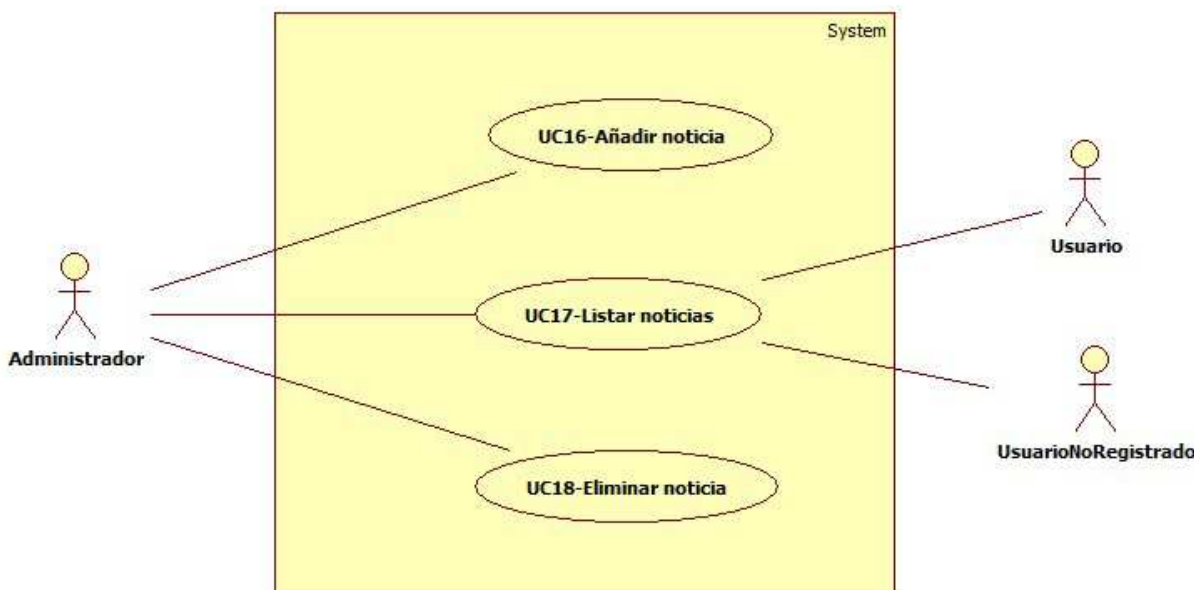 System
UC16-Añadir noticia
Usuario
Administrador
UC17-Listar noticias
UsuarioNoRegistrado
UC18-Eliminar noticia